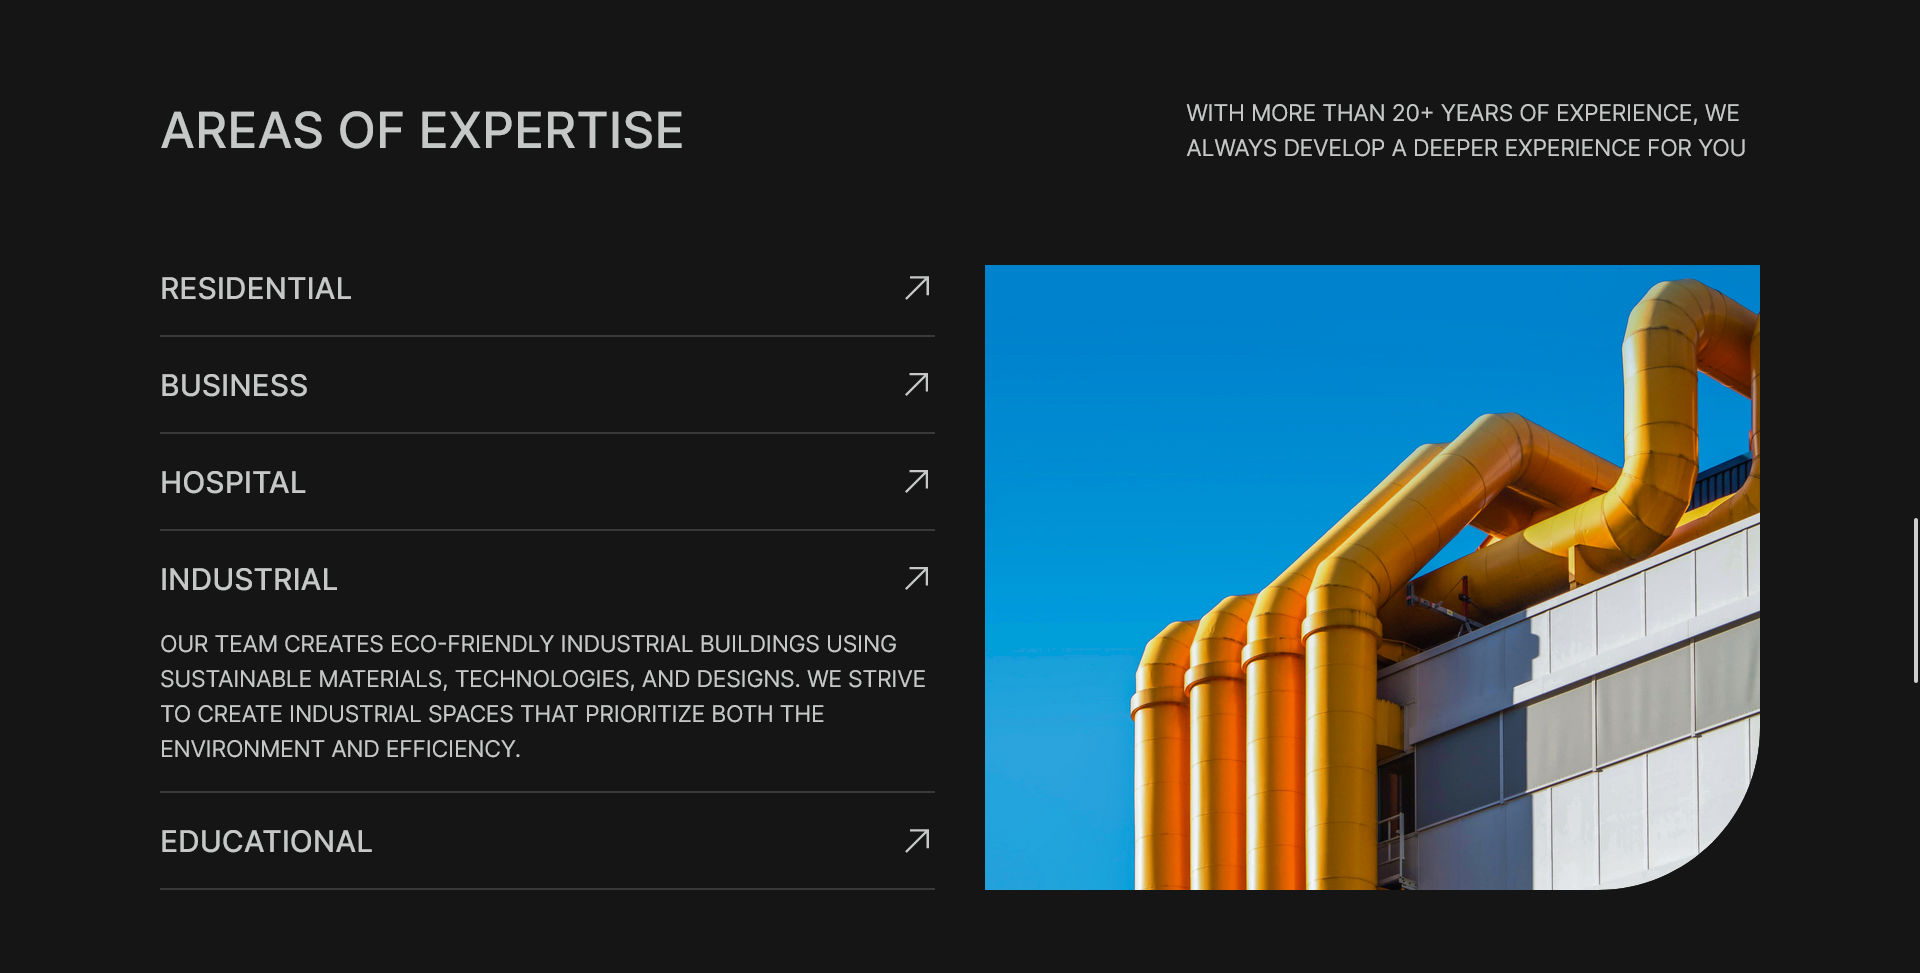 AREAS OF EXPERTISE
WITH MORE THAN 20+ YEARS OF EXPERIENCE, WE
ALWAYS DEVELOP A DEEPER EXPERIENCE FOR YOU
RESIDENTIAL
BUSINESS
HOSPITAL
INDUSTRIAL
OUR TEAM CREATES ECO-FRIENDLY INDUSTRIAL BUILDINGS USING
SUSTAINABLE MATERIALS, TECHNOLOGIES, AND DESIGNS. WE STRIVE
TO CREATE INDUSTRIAL SPACES THAT PRIORITIZE BOTH THE
ENVIRONMENT AND EFFICIENCY.
EDUCATIONAL